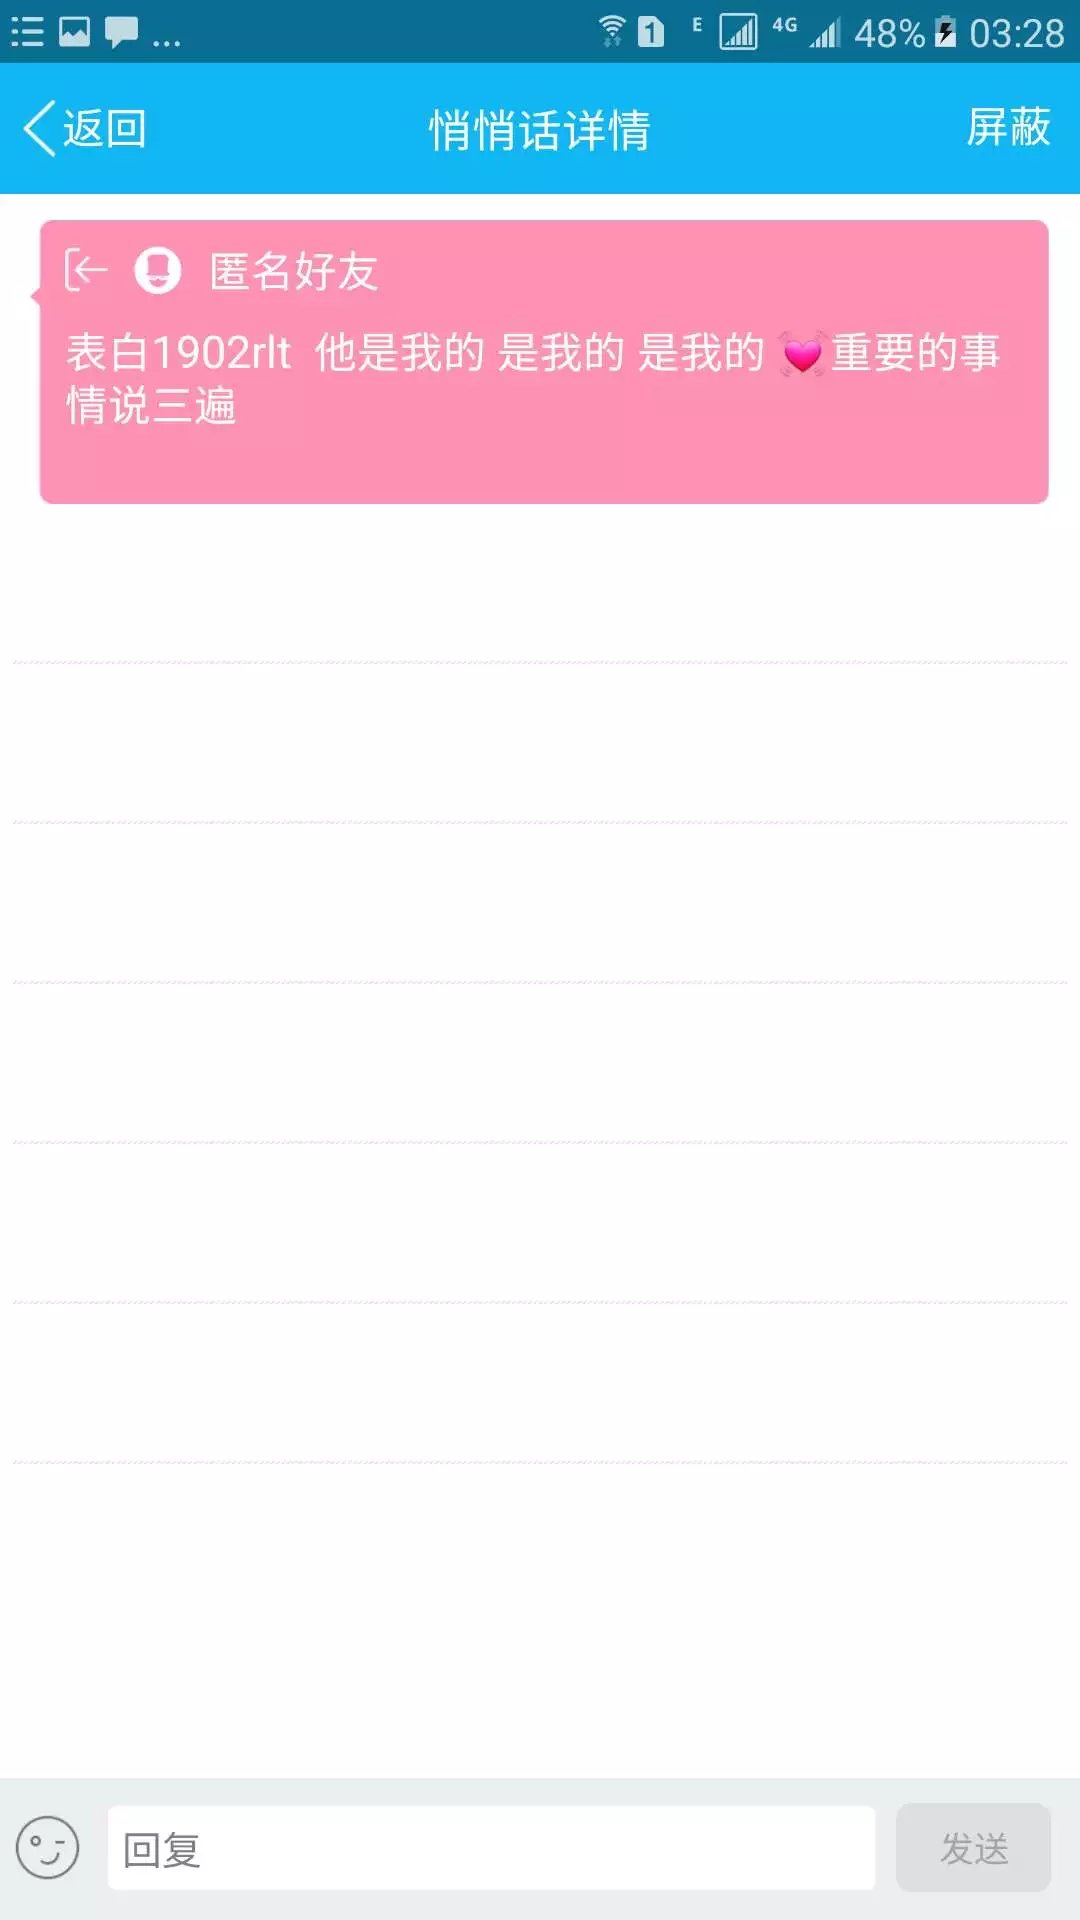 ... 1 E 4G 48% 03:28
返回 悄悄话详情 屏蔽
匿名好友
表白1902rlt 他是我的 是我的 是我的 💓重要的事
情说三遍
回复 发送